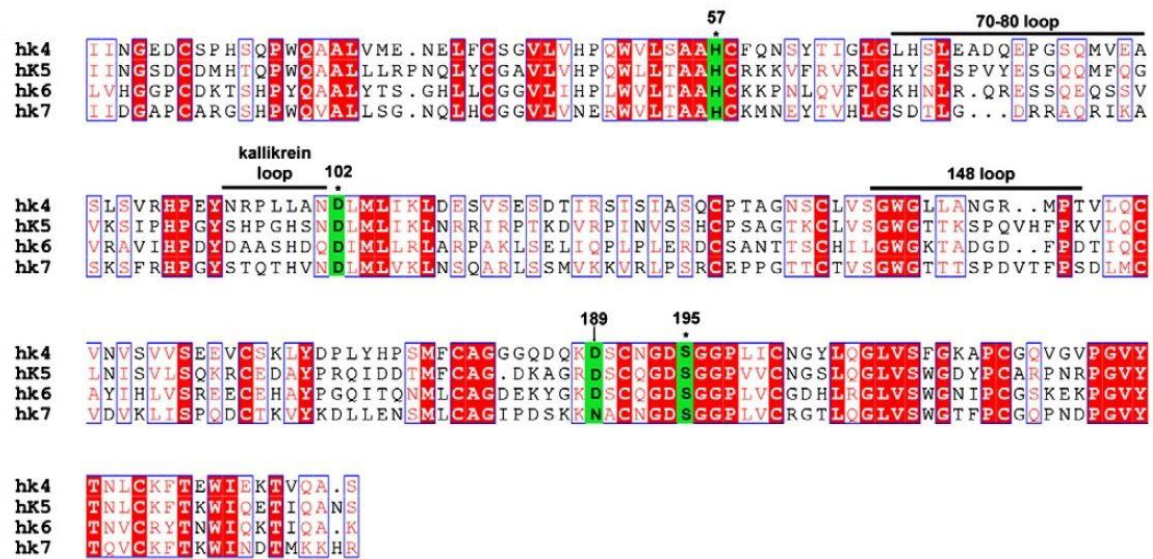 57
70-80 loop
*
hk4 IINGEDCSPHSQPWQAALVME.NELFCSGVLVHPQWVLSAAHCFQNSYTIGLGLHSLEADQEPGSQMVEA
hK5 IINGSDCDMHTQPWQAALLLRPNQLYCGAVLVHPQWLLTAAHCRKKVFRVRLGHYSLSPVYESGQQMFQG
hk6 LVHGGPCDKTSHPYQAALYTS.GHLLCGGVLIHPLWVLTAAHCKKPNLQVFLGKHNLR.QRESSQEQSSV
hk7 IIDGAPCARGSHPWQVALLSG.NQLHCGGVLVNERWVLTAAHCKMNEYTVHLGSDTLG...DRRAQRIKA
kallikrein
loop
102
148 loop
*
hk4 SLSVRHPEYNRPLLANDLMLIKLDESVSESDTIRSISIASQCPTAGNSCLVSGWGLLANGR..MPTVLQC
hK5 VKSIPHPGYSHPGHSNDLMLIKLNRRIRPTKDVRPINVSSHCPSAGTKCLVSGWGTTKSPQVHFPKVLQC
hk6 VRAVIHPDYDAASHDQDIMLLRLARPAKLSELIQPLPLERDCSANTTSCHILGWGKTADGD..FPDTIQC
hk7 SKSFRHPGYSTQTHVNDLMLVKLNSQARLSSMVKKVRLPSRCEPPGTTCTVSGWGTTTSPDVTFPSDLMC
189
195
*
hk4 VNVSVVSEEVCSKLYDPLYHPSMFCAGGGQDQKDSCNGDSGGPLICNGYLQGLVSFGKAPCGQVGVPGVY
hK5 LNISVLSQKRCEDAYPRQIDDTMFCAG.DKAGRDSCQGDSGGPVVCNGSLQGLVSWGDYPCARPNRPGVY
hk6 AYIHLVSREECEHAYPGQITQNMLCAGDEKYGKDSCQGDSGGPLVCGDHLRGLVSWGNIPCGSKEKPGVY
hk7 VDVKLISPQDCTKVYKDLLENSMLCAGIPDSKKNACNGDSGGPLVCRGTLQGLVSWGTFPCGQPNDPGVY
hk4 TNLCKFTEWIEKTVQA.S
hK5 TNLCKFTKWIQETIQANS
hk6 TNVCRYTNWIQKTIQA.K
hk7 TQVCKFTKWINDTMKKHR